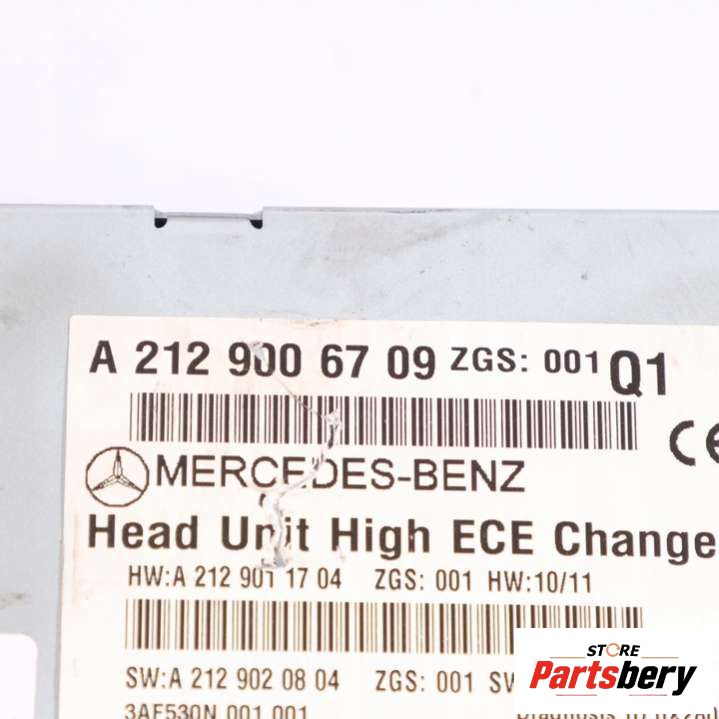 A 212 900 67 09 ZGS: 001 Q1
CE
MERCEDES-BENZ
Head Unit High ECE Change
HW:A 212 901 17 04 ZGS: 001 HW:10/11
SW:A 212 902 08 04 ZGS: 001 SW
3AF530N 001 001
STORE
Partsbery